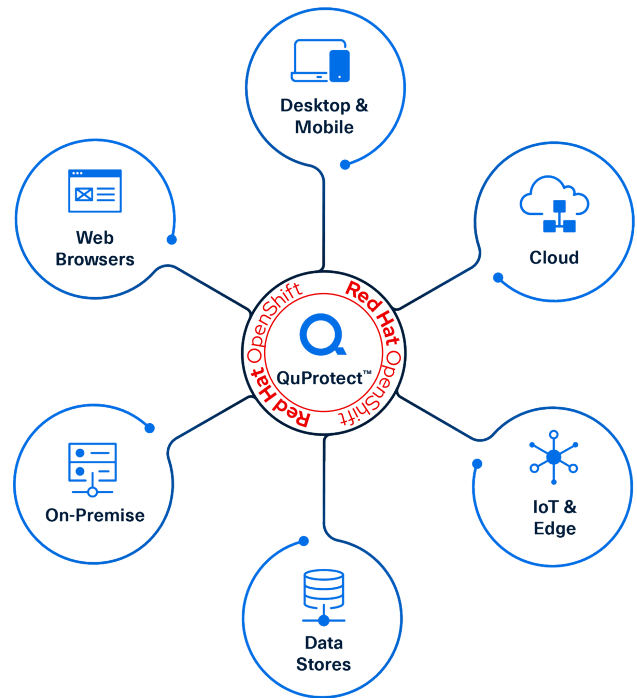 Desktop &
Mobile
Web
Browsers
Cloud
Red Hat OpenShift
Red Hat OpenShift
QuProtect™
On-Premise
IoT &
Edge
Data
Stores